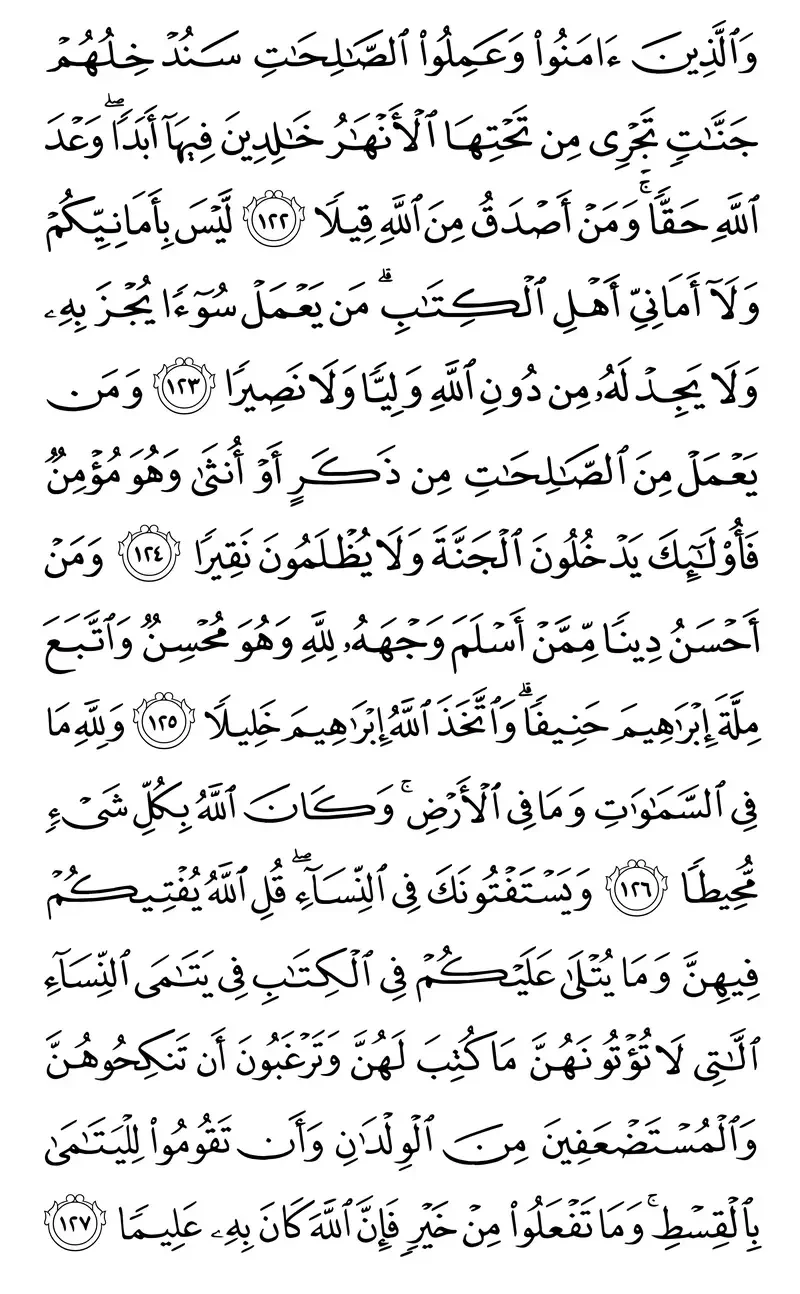 وَٱلَّذِينَ ءَامَنُوا۟ وَعَمِلُوا۟ ٱلصَّـٰلِحَـٰتِ سَنُدْخِلُهُمْ
جَنَّـٰتٍ تَجْرِى مِن تَحْتِهَا ٱلْأَنْهَـٰرُ خَـٰلِدِينَ فِيهَآ أَبَدًا ۖ وَعْدَ
ٱللَّهِ حَقًّا ۚ وَمَنْ أَصْدَقُ مِنَ ٱللَّهِ قِيلًا ١٢٢ لَّيْسَ بِأَمَانِيِّكُمْ
وَلَآ أَمَانِىِّ أَهْلِ ٱلْكِتَـٰبِ ۗ مَن يَعْمَلْ سُوٓءًا يُجْزَ بِهِۦ
وَلَا يَجِدْ لَهُۥ مِن دُونِ ٱللَّهِ وَلِيًّا وَلَا نَصِيرًا ١٢٣ وَمَن
يَعْمَلْ مِنَ ٱلصَّـٰلِحَـٰتِ مِن ذَكَرٍ أَوْ أُنثَىٰ وَهُوَ مُؤْمِنٌ
فَأُو۟لَـٰٓئِكَ يَدْخُلُونَ ٱلْجَنَّةَ وَلَا يُظْلَمُونَ نَقِيرًا ١٢٤ وَمَنْ
أَحْسَنُ دِينًا مِّمَّنْ أَسْلَمَ وَجْهَهُۥ لِلَّهِ وَهُوَ مُحْسِنٌ وَٱتَّبَعَ
مِلَّةَ إِبْرَٰهِيمَ حَنِيفًا ۗ وَٱتَّخَذَ ٱللَّهُ إِبْرَٰهِيمَ خَلِيلًا ١٢٥ وَلِلَّهِ مَا
فِى ٱلسَّمَـٰوَٰتِ وَمَا فِى ٱلْأَرْضِ ۚ وَكَانَ ٱللَّهُ بِكُلِّ شَىْءٍ
مُّحِيطًا ١٢٦ وَيَسْتَفْتُونَكَ فِى ٱلنِّسَآءِ ۖ قُلِ ٱللَّهُ يُفْتِيكُمْ
فِيهِنَّ وَمَا يُتْلَىٰ عَلَيْكُمْ فِى ٱلْكِتَـٰبِ فِى يَتَـٰمَى ٱلنِّسَآءِ
ٱلَّـٰتِى لَا تُؤْتُونَهُنَّ مَا كُتِبَ لَهُنَّ وَتَرْغَبُونَ أَن تَنكِحُوهُنَّ
وَٱلْمُسْتَضْعَفِينَ مِنَ ٱلْوِلْدَٰنِ وَأَن تَقُومُوا۟ لِلْيَتَـٰمَىٰ
بِٱلْقِسْطِ ۚ وَمَا تَفْعَلُوا۟ مِنْ خَيْرٍ فَإِنَّ ٱللَّهَ كَانَ بِهِۦ عَلِيمًا ١٢٧